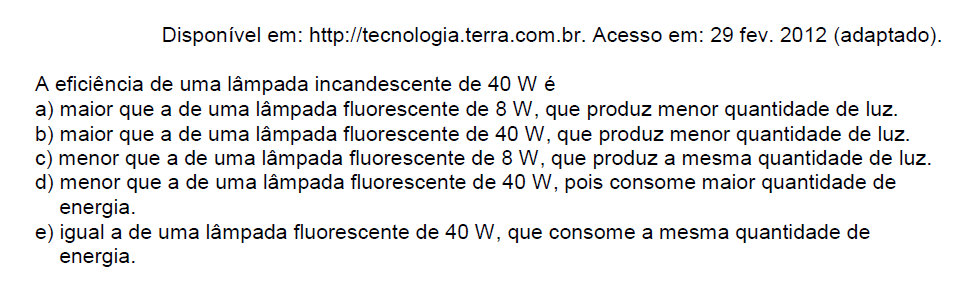 Disponível em: http://tecnologia.terra.com.br. Acesso em: 29 fev. 2012 (adaptado).
A eficiência de uma lâmpada incandescente de 40 W é
a) maior que a de uma lâmpada fluorescente de 8 W, que produz menor quantidade de luz.
b) maior que a de uma lâmpada fluorescente de 40 W, que produz menor quantidade de luz.
c) menor que a de uma lâmpada fluorescente de 8 W, que produz a mesma quantidade de luz.
d) menor que a de uma lâmpada fluorescente de 40 W, pois consome maior quantidade de
energia.
e) igual a de uma lâmpada fluorescente de 40 W, que consome a mesma quantidade de
energia.